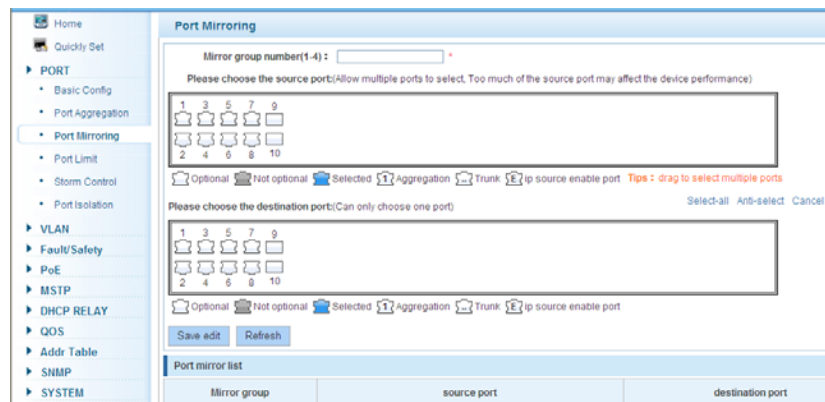 Home
Quickly Set
PORT
Basic Config
Port Aggregation
Port Mirroring
Port Limit
Storm Control
Port Isolation
VLAN
Fault/Safety
PoE
MSTP
DHCP RELAY
QOS
Addr Table
SNMP
SYSTEM
Port Mirroring
Mirror group number(1-4) : *
Please choose the source port:(Allow multiple ports to select, Too much of the source port may affect the device performance)
1 3 5 7 9
2 4 6 8 10
Optional Not optional Selected 1 Aggregation ... Trunk E ip source enable port Tips : drag to select multiple ports
Select-all Anti-select Cancel
Please choose the destination port:(Can only choose one port)
1 3 5 7 9
2 4 6 8 10
Optional Not optional Selected 1 Aggregation ... Trunk E ip source enable port
Save edit Refresh
Port mirror list
Mirror group source port destination port